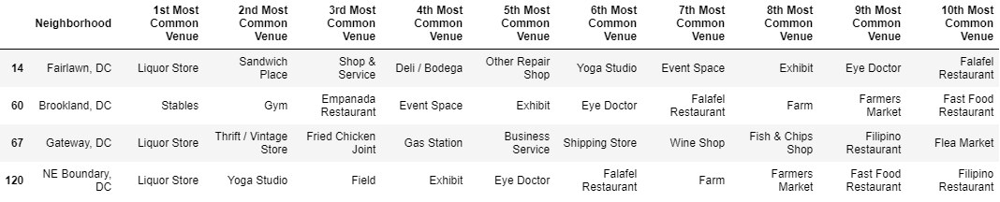 Neighborhood 1st Most Common Venue 2nd Most Common Venue 3rd Most Common Venue 4th Most Common Venue 5th Most Common Venue 6th Most Common Venue 7th Most Common Venue 8th Most Common Venue 9th Most Common Venue 10th Most Common Venue
14 Fairlawn, DC Liquor Store Sandwich Place Shop & Service Deli / Bodega Other Repair Shop Yoga Studio Event Space Exhibit Eye Doctor Falafel Restaurant
60 Brookland, DC Stables Gym Empanada Restaurant Event Space Exhibit Eye Doctor Falafel Restaurant Farm Farmers Market Fast Food Restaurant
67 Gateway, DC Liquor Store Thrift / Vintage Store Fried Chicken Joint Gas Station Business Service Shipping Store Wine Shop Fish & Chips Shop Filipino Restaurant Flea Market
120 NE Boundary, DC Liquor Store Yoga Studio Field Exhibit Eye Doctor Falafel Restaurant Farm Farmers Market Fast Food Restaurant Filipino Restaurant